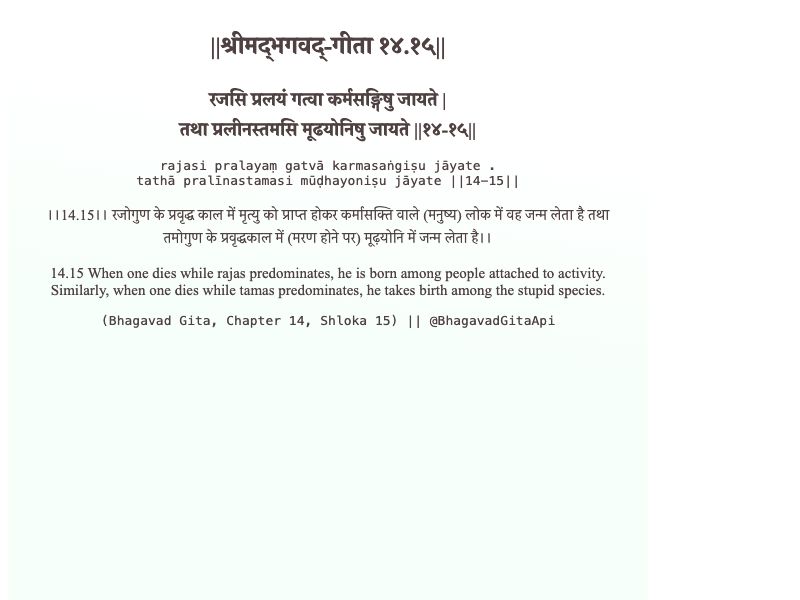 ||श्रीमद्‍भगवद्-गीता १४.१५||
रजसि प्रलयं गत्वा कर्मसङ्गिषु जायते |
तथा प्रलीनस्तमसि मूढयोनिषु जायते ||१४-१५||
rajasi pralayaṃ gatvā karmasaṅgiṣu jāyate .
tathā pralīnastamasi mūḍhayoniṣu jāyate ||14-15||
।।14.15।। रजोगुण के प्रवृद्ध काल में मृत्यु को प्राप्त होकर कर्मासक्ति वाले (मनुष्य) लोक में वह जन्म लेता है तथा
तमोगुण के प्रवृद्धकाल में (मरण होने पर) मूढ़योनि में जन्म लेता है।।
14.15 When one dies while rajas predominates, he is born among people attached to activity.
Similarly, when one dies while tamas predominates, he takes birth among the stupid species.
(Bhagavad Gita, Chapter 14, Shloka 15) || @BhagavadGitaApi